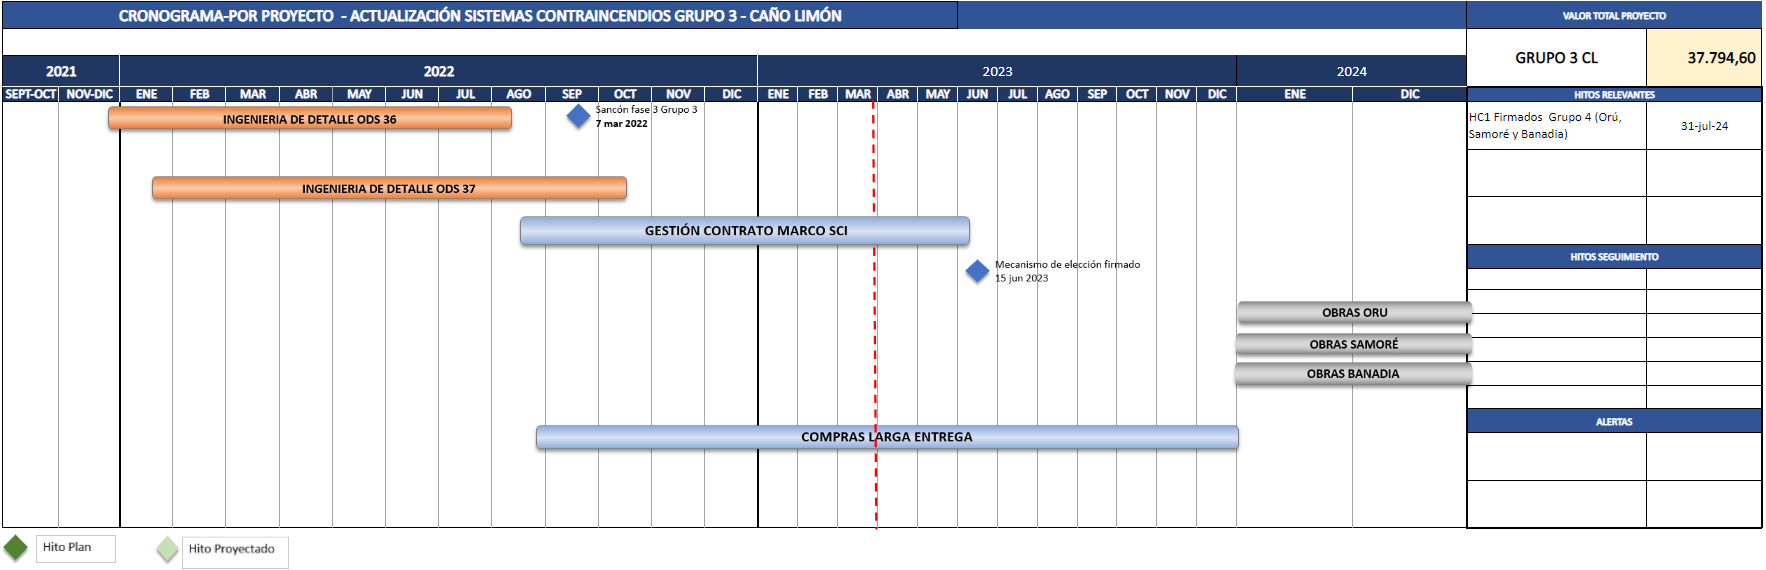 CRONOGRAMA-POR PROYECTO - ACTUALIZACIÓN SISTEMAS CONTRAINCENDIOS GRUPO 3 - CAÑO LIMÓN
VALOR TOTAL PROYECTO
GRUPO 3 CL 37.794,60
2021 2022 2023 2024
SEPT-OCT NOV-DIC ENE FEB MAR ABR MAY JUN JUL AGO SEP OCT NOV DIC ENE FEB MAR ABR MAY JUN JUL AGO SEP OCT NOV DIC ENE DIC
HITOS RELEVANTES
INGENIERIA DE DETALLE ODS 36
Sancón fase 3 Grupo 3
7 mar 2022
HC1 Firmados Grupo 4 (Orú,
Samoré y Banadia)
31-jul-24
INGENIERIA DE DETALLE ODS 37
GESTIÓN CONTRATO MARCO SCI
Mecanismo de elección firmado
15 jun 2023
HITOS SEGUIMIENTO
OBRAS ORU
OBRAS SAMORÉ
OBRAS BANADIA
ALERTAS
COMPRAS LARGA ENTREGA
Hito Plan
Hito Proyectado